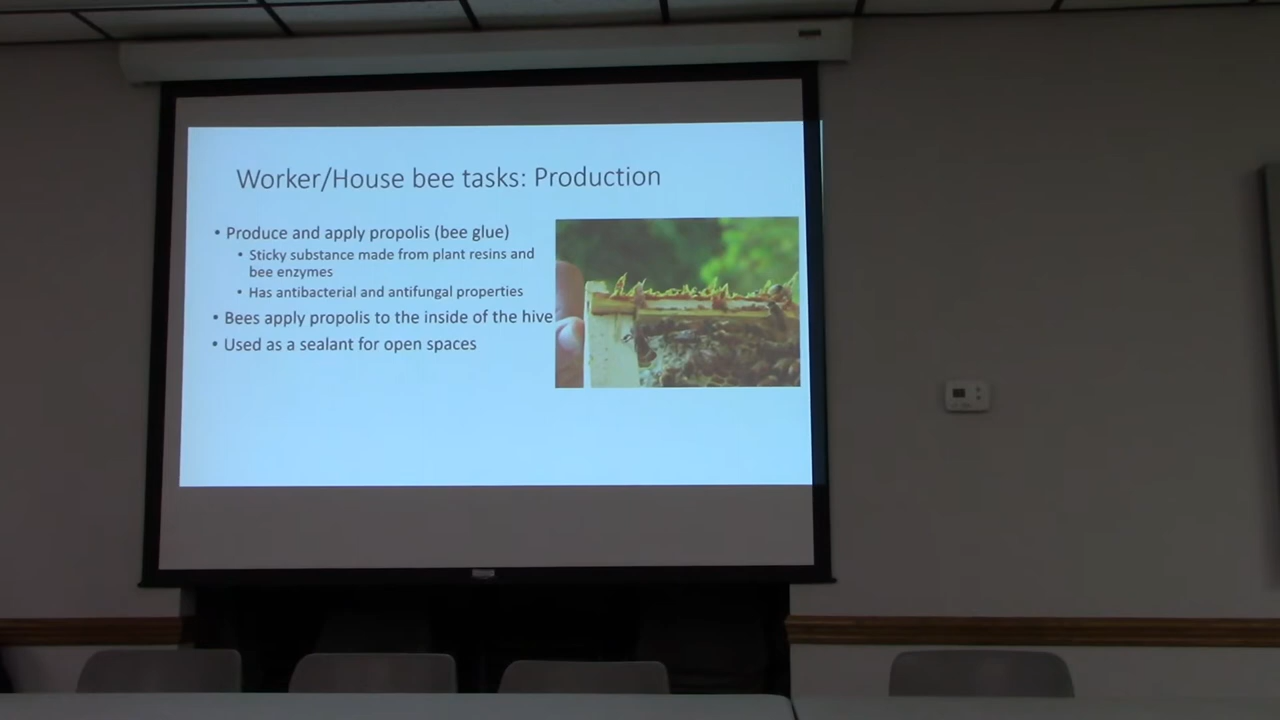 Worker/House bee tasks: Production
• Produce and apply propolis (bee glue)
• Sticky substance made from plant resins and
bee enzymes
• Has antibacterial and antifungal properties
• Bees apply propolis to the inside of the hive
• Used as a sealant for open spaces